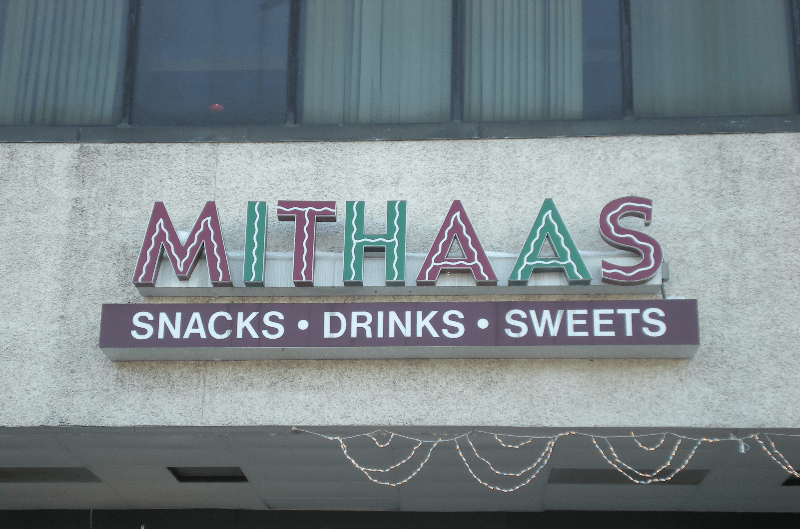 MITHAAS
SNACKS • DRINKS • SWEETS